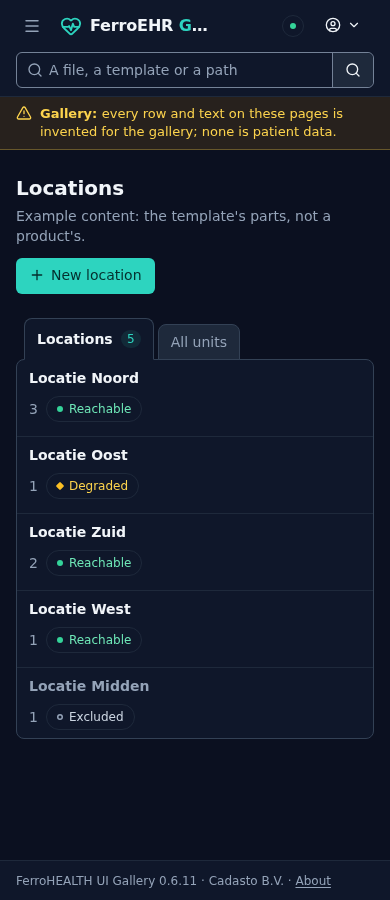 FerroEHR G...
A file, a template or a path
Gallery: every row and text on these pages is
invented for the gallery; none is patient data.
Locations
Example content: the template's parts, not a
product's.
New location
Locations 5
All units
Locatie Noord
3 Reachable
Locatie Oost
1 Degraded
Locatie Zuid
2 Reachable
Locatie West
1 Reachable
Locatie Midden
1 Excluded
FerroHEALTH UI Gallery 0.6.11 · Cadasto B.V. · About